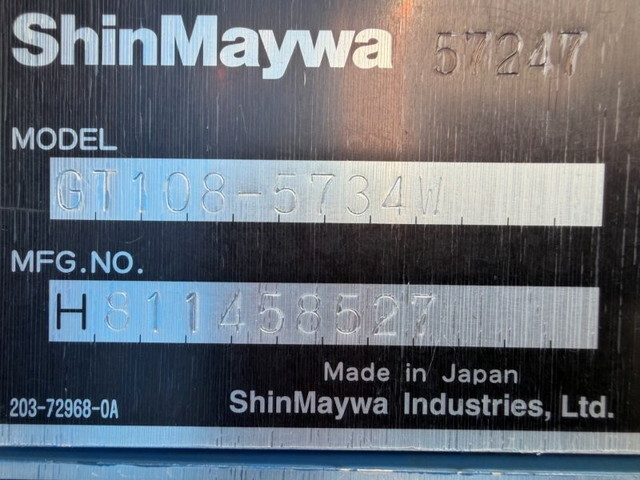 ShinMaywa 57247
MODEL
GT108-5734W
MFG.NO.
H811458527
Made in Japan
203-72968-0A ShinMaywa Industries, Ltd.